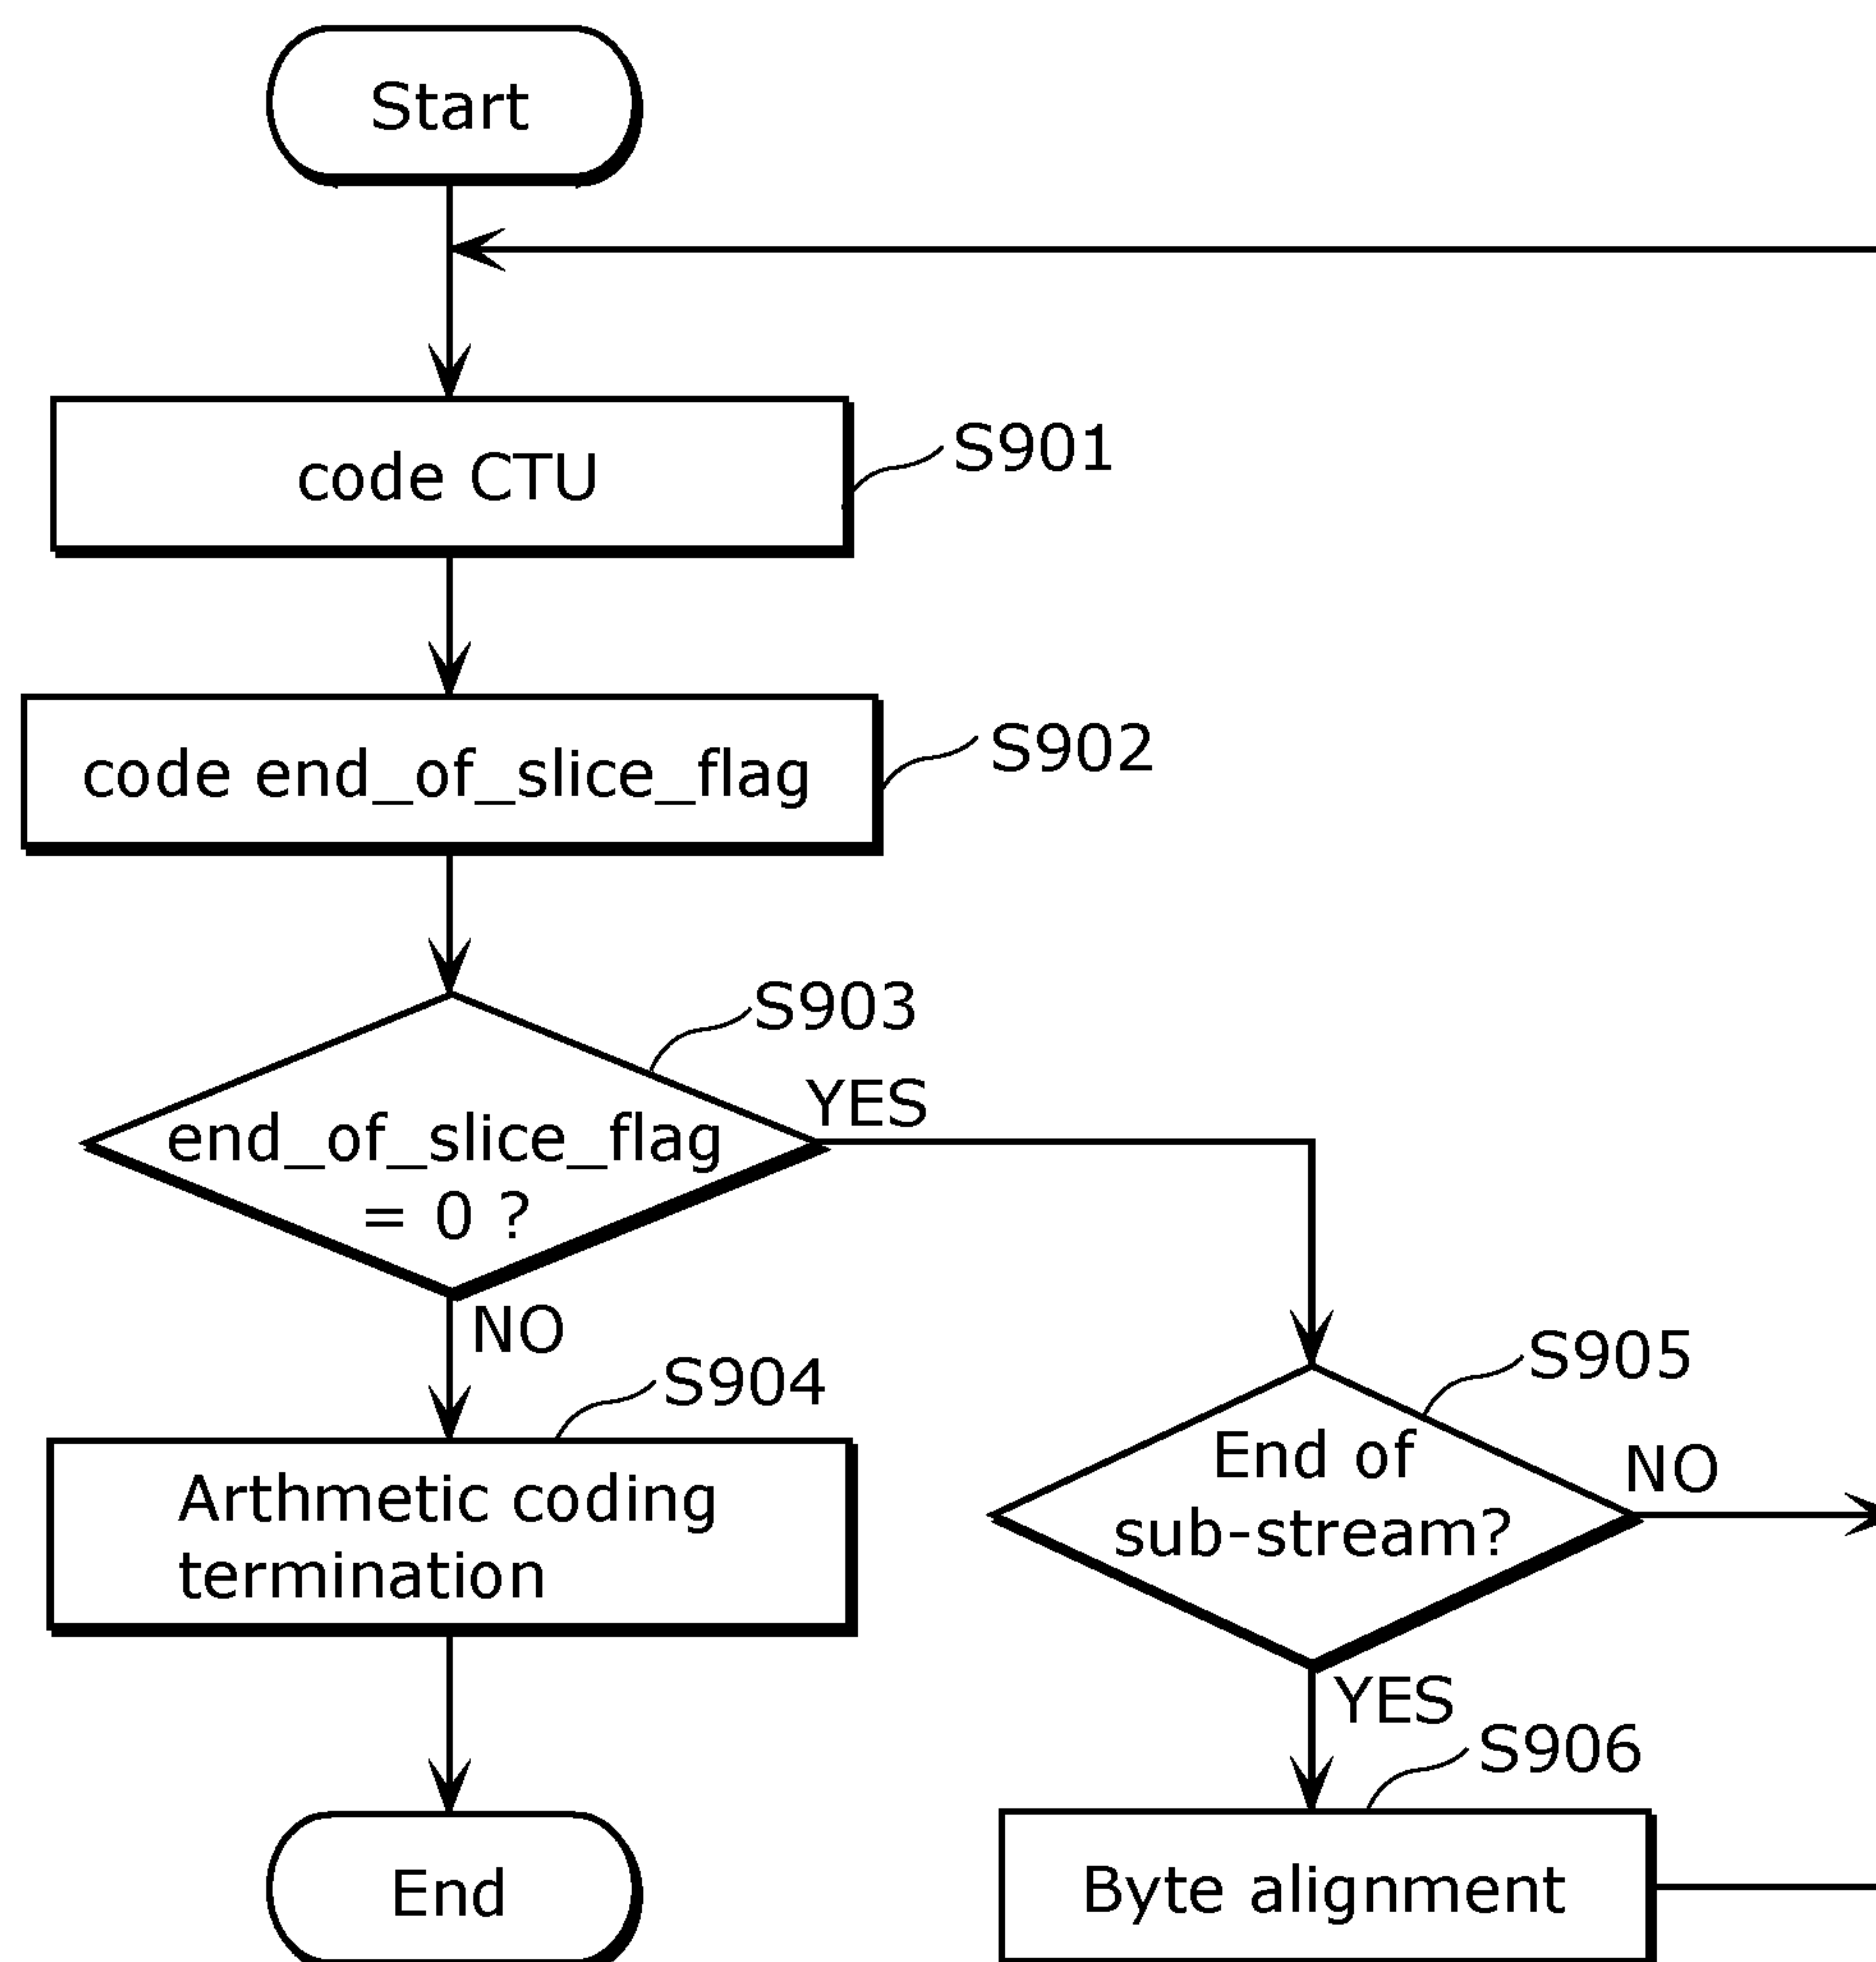 Start
code CTU
S901
code end_of_slice_flag
S902
S903
end_of_slice_flag
= 0 ?
YES
NO
S904
Arthmetic coding
termination
End
S905
End of
sub-stream?
NO
YES
S906
Byte alignment